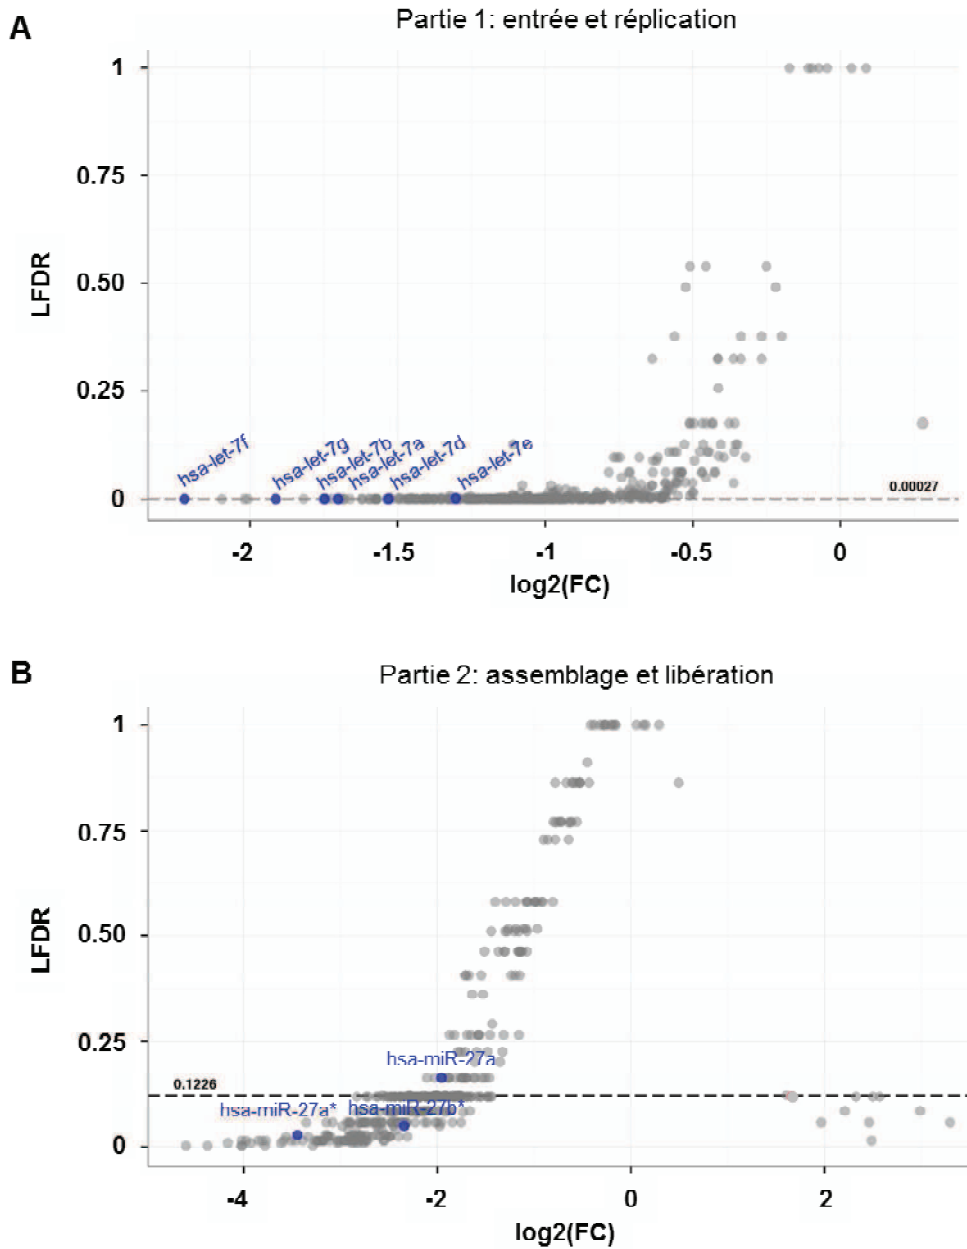 A
Partie 1: entrée et réplication
1
0.75
0.50
0.25
0
LFDR
hsa-let-7f
hsa-let-7g
hsa-let-7b
hsa-let-7a
hsa-let-7d
hsa-let-7e
0.00027
-2
-1.5
-1
-0.5
0
log2(FC)
B
Partie 2: assemblage et libération
1
0.75
0.50
0.25
0
LFDR
hsa-miR-27a
0.1226
hsa-miR-27a*
hsa-miR-27b*
-4
-2
0
2
log2(FC)